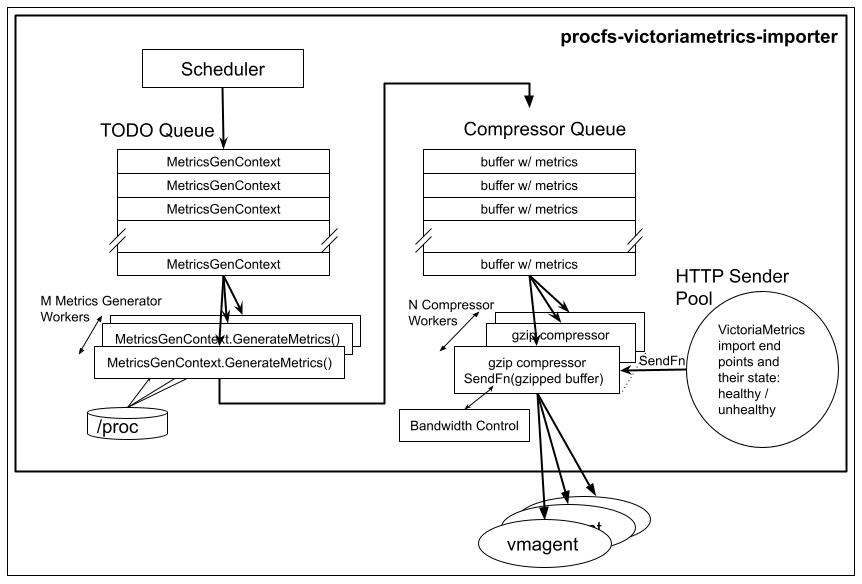 procfs-victoriametrics-importer
Scheduler
TODO Queue
MetricsGenContext
MetricsGenContext
MetricsGenContext
MetricsGenContext
M Metrics Generator
Workers
MetricsGenContext.GenerateMetrics()
MetricsGenContext.GenerateMetrics()
/proc
Compressor Queue
buffer w/ metrics
buffer w/ metrics
buffer w/ metrics
buffer w/ metrics
N Compressor
Workers
gzip compressor
gzip compressor
SendFn(gzipped buffer)
Bandwidth Control
HTTP Sender
Pool
SendFn
VictoriaMetrics
import end
points and
their state:
healthy /
unhealthy
vmagent